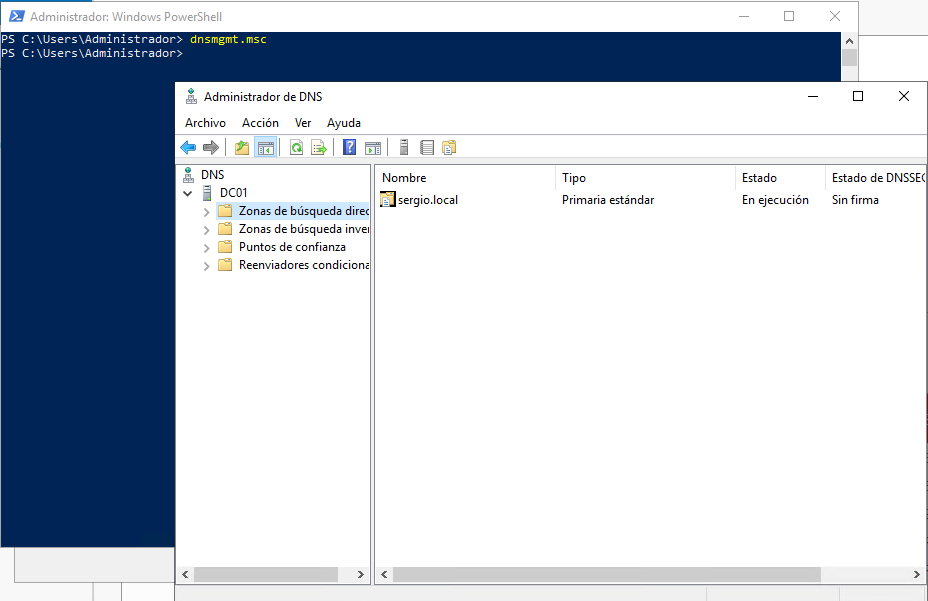 Administrador: Windows PowerShell
PS C:\Users\Administrador> dnsmgmt.msc
PS C:\Users\Administrador>
Administrador de DNS
Archivo Acción Ver Ayuda
DNS
DC01
Zonas de búsqueda direc
Zonas de búsqueda inver
Puntos de confianza
Reenviadores condiciona
Nombre Tipo Estado Estado de DNSSEC
sergio.local Primaria estándar En ejecución Sin firma